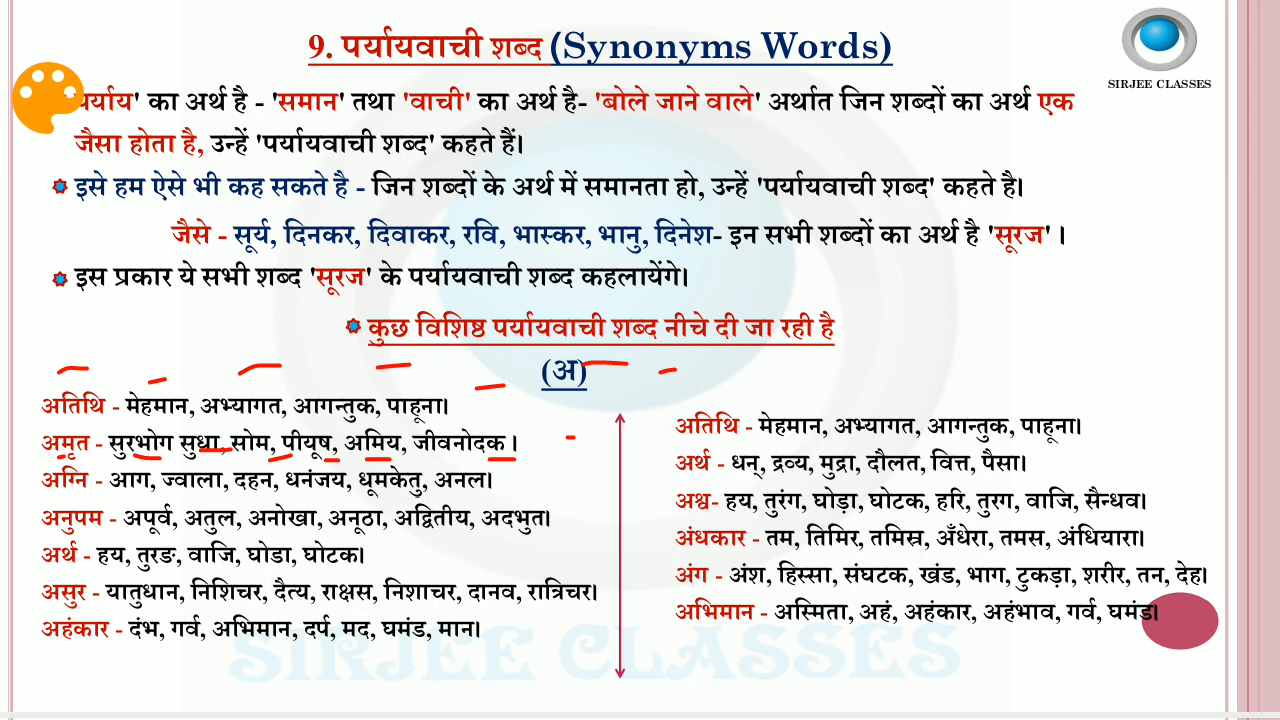 9. पर्यायवाची शब्द (Synonyms Words)
SIRJEE CLASSES
पर्याय' का अर्थ है - 'समान' तथा 'वाची' का अर्थ है- 'बोले जाने वाले' अर्थात जिन शब्दों का अर्थ एक
जैसा होता है, उन्हें 'पर्यायवाची शब्द' कहते हैं।
इसे हम ऐसे भी कह सकते है - जिन शब्दों के अर्थ में समानता हो, उन्हें 'पर्यायवाची शब्द' कहते है।
जैसे - सूर्य, दिनकर, दिवाकर, रवि, भास्कर, भानु, दिनेश- इन सभी शब्दों का अर्थ है 'सूरज' ।
इस प्रकार ये सभी शब्द 'सूरज' के पर्यायवाची शब्द कहलायेंगे।
कुछ विशिष्ठ पर्यायवाची शब्द नीचे दी जा रही है
(अ)
अतिथि - मेहमान, अभ्यागत, आगन्तुक, पाहूना।
अमृत - सुरभोग सुधा, सोम, पीयूष, अमिय, जीवनोदक ।
अग्नि - आग, ज्वाला, दहन, धनंजय, धूमकेतु, अनल।
अनुपम - अपूर्व, अतुल, अनोखा, अनूठा, अद्वितीय, अदभुत।
अर्थ - हय, तुरङ, वाजि, घोडा, घोटक।
असुर - यातुधान, निशिचर, दैत्य, राक्षस, निशाचर, दानव, रात्रिचर।
अहंकार - दंभ, गर्व, अभिमान, दर्प, मद, घमंड, मान।
अतिथि - मेहमान, अभ्यागत, आगन्तुक, पाहूना।
अर्थ - धन्, द्रव्य, मुद्रा, दौलत, वित्त, पैसा।
अश्व- हय, तुरंग, घोड़ा, घोटक, हरि, तुरग, वाजि, सैन्धव।
अंधकार - तम, तिमिर, तमिस्र, अँधेरा, तमस, अंधियारा।
अंग - अंश, हिस्सा, संघटक, खंड, भाग, टुकड़ा, शरीर, तन, देह।
अभिमान - अस्मिता, अहं, अहंकार, अहंभाव, गर्व, घमंड।
SIRJEE CLASSES